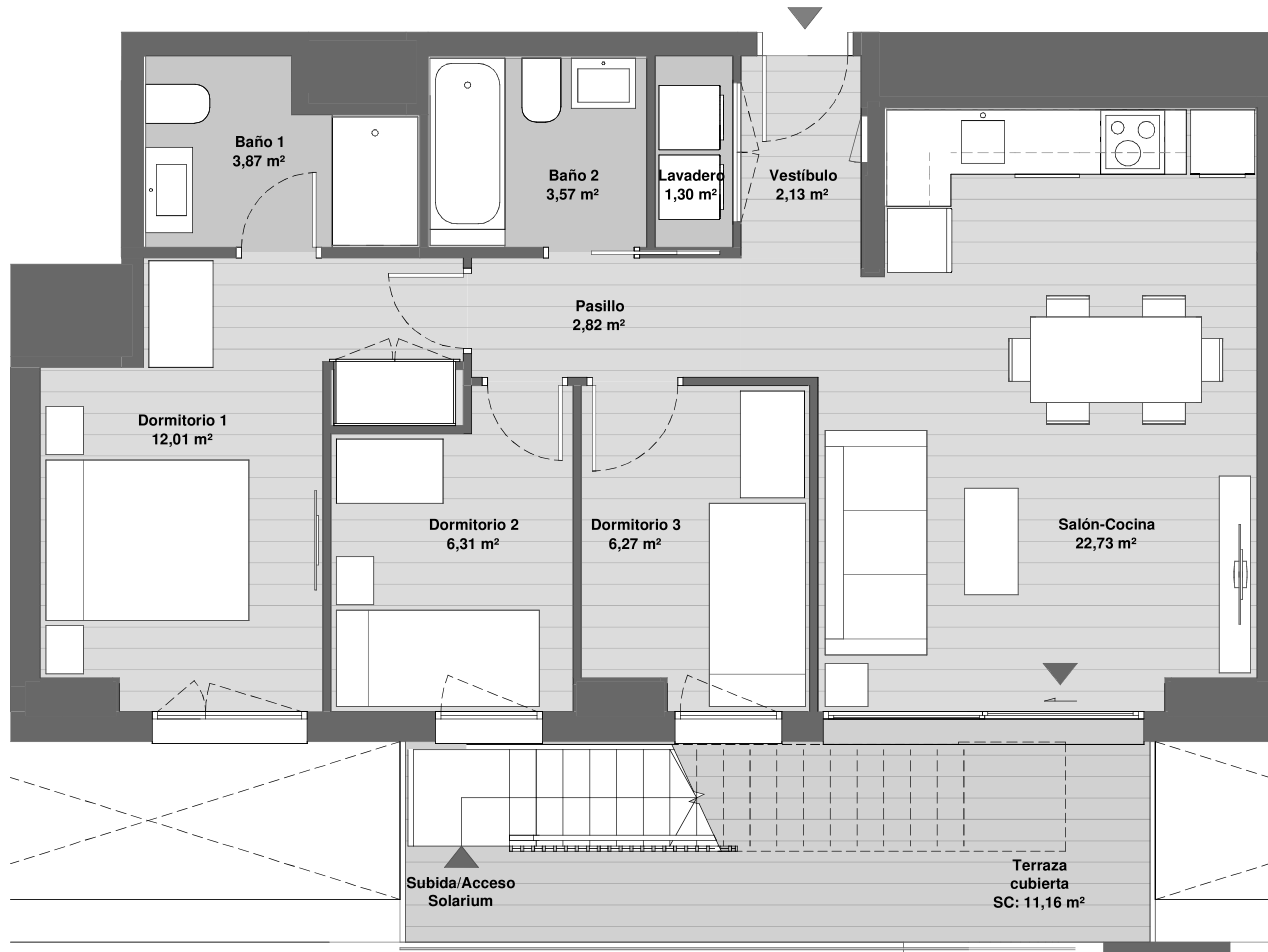 Baño 1
3,87 m²
Baño 2
3,57 m²
Lavadero
1,30 m²
Vestíbulo
2,13 m²
Pasillo
2,82 m²
Dormitorio 1
12,01 m²
Dormitorio 2
6,31 m²
Dormitorio 3
6,27 m²
Salón-Cocina
22,73 m²
Subida/Acceso
Solarium
Terraza
cubierta
SC: 11,16 m²